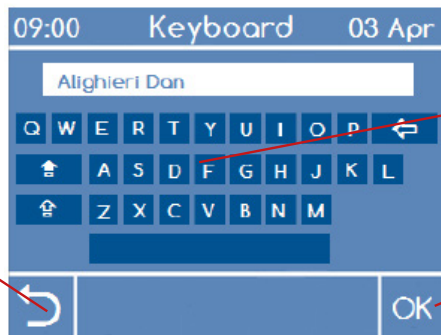 09:00 Keyboard 03 Apr
Alighieri Dan
Q W E R T Y U I O P
A S D F G H J K L
Z X C V B N M
OK